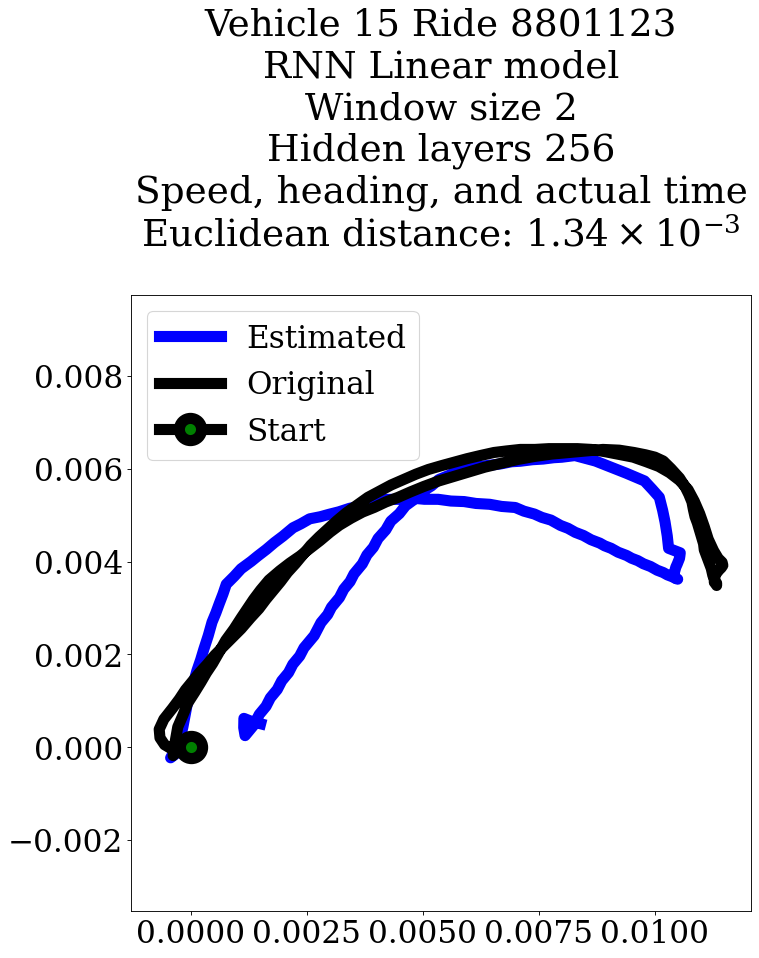 Vehicle 15 Ride 8801123
RNN Linear model
Window size 2
Hidden layers 256
Speed, heading, and actual time
Euclidean distance: 1.34 × 10⁻³
Estimated
Original
Start
0.008
0.006
0.004
0.002
0.000
−0.002
0.0000 0.0025 0.0050 0.0075 0.0100